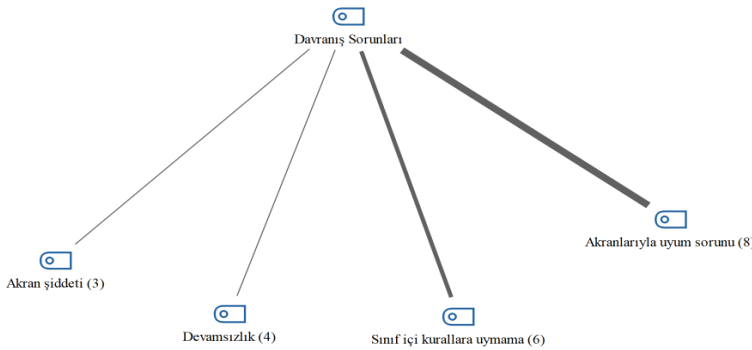 Davranış Sorunları
Akranlarıyla uyum sorunu (8)
Akran şiddeti (3)
Devamsızlık (4)
Sınıf içi kurallara uymama (6)